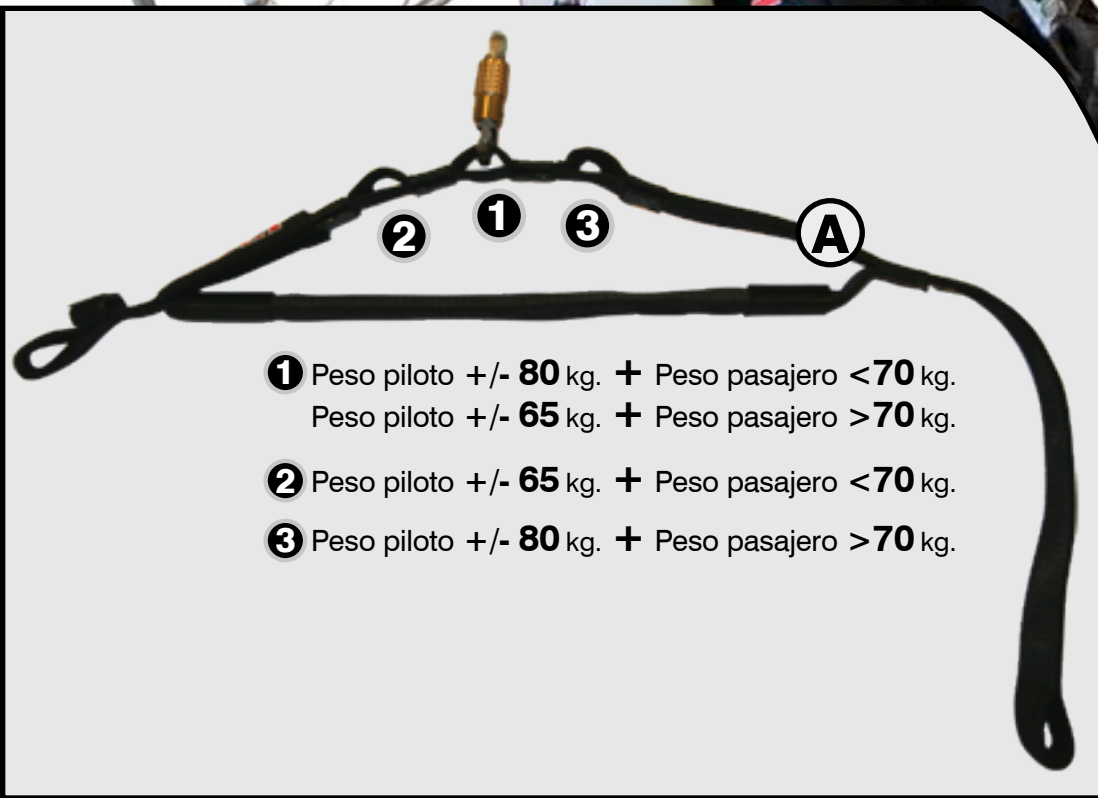 2 1 3 A
1 Peso piloto +/- 80 kg. + Peso pasajero <70 kg.
Peso piloto +/- 65 kg. + Peso pasajero >70 kg.
2 Peso piloto +/- 65 kg. + Peso pasajero <70 kg.
3 Peso piloto +/- 80 kg. + Peso pasajero >70 kg.